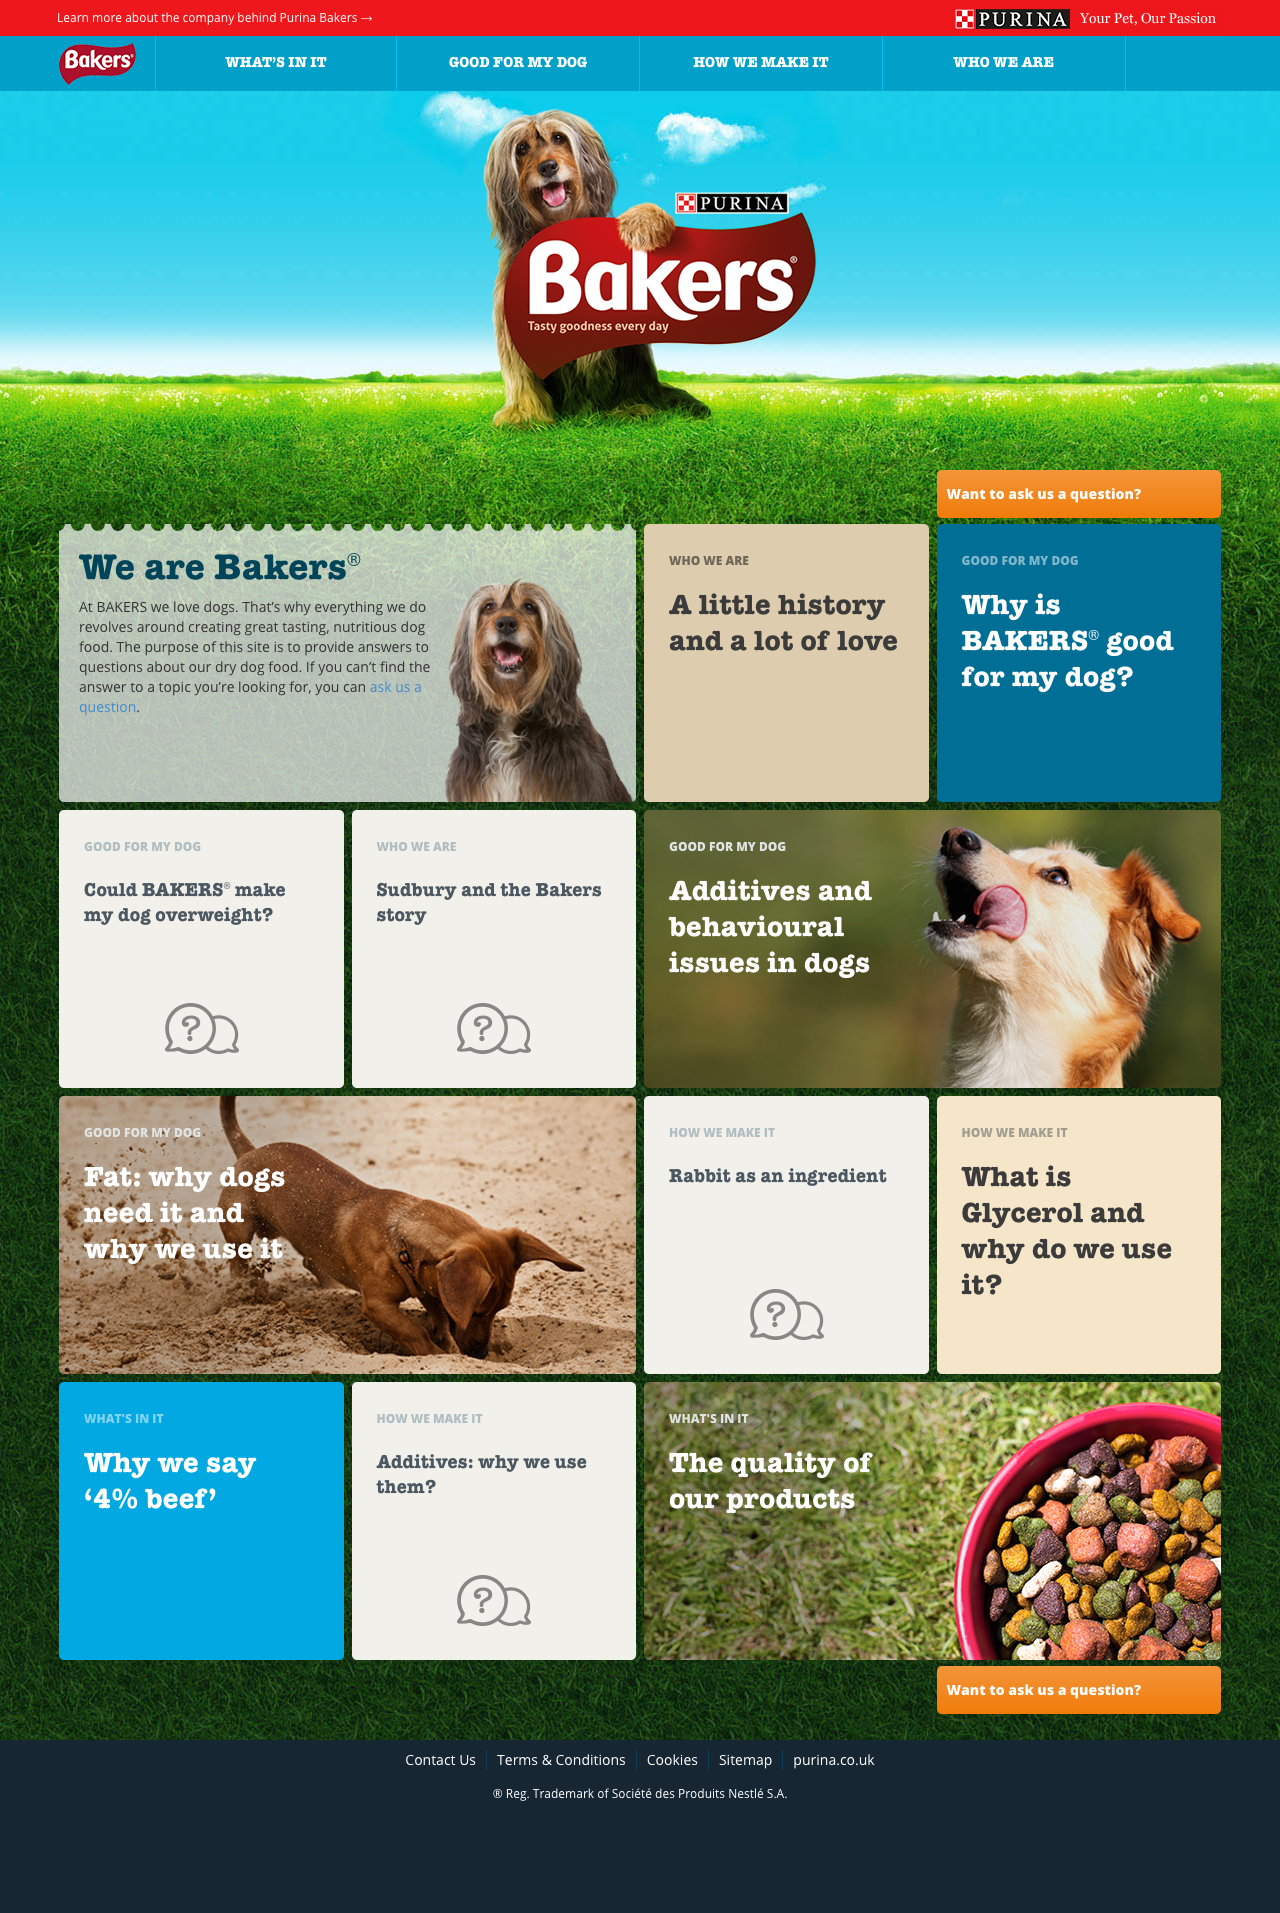 Learn more about the company behind Purina Bakers →
PURINA Your Pet, Our Passion
Bakers®
WHAT'S IN IT
GOOD FOR MY DOG
HOW WE MAKE IT
WHO WE ARE
PURINA
Bakers®
Tasty goodness every day
Want to ask us a question?
We are Bakers®
At BAKERS we love dogs. That's why everything we do
revolves around creating great tasting, nutritious dog
food. The purpose of this site is to provide answers to
questions about our dry dog food. If you can't find the
answer to a topic you're looking for, you can ask us a
question.
WHO WE ARE
A little history
and a lot of love
GOOD FOR MY DOG
Why is
BAKERS® good
for my dog?
GOOD FOR MY DOG
Could BAKERS® make
my dog overweight?
?
WHO WE ARE
Sudbury and the Bakers
story
?
GOOD FOR MY DOG
Additives and
behavioural
issues in dogs
GOOD FOR MY DOG
Fat: why dogs
need it and
why we use it
HOW WE MAKE IT
Rabbit as an ingredient
?
HOW WE MAKE IT
What is
Glycerol and
why do we use
it?
WHAT'S IN IT
Why we say
‘4% beef’
HOW WE MAKE IT
Additives: why we use
them?
?
WHAT'S IN IT
The quality of
our products
Want to ask us a question?
Contact Us
Terms & Conditions
Cookies
Sitemap
purina.co.uk
® Reg. Trademark of Société des Produits Nestlé S.A.